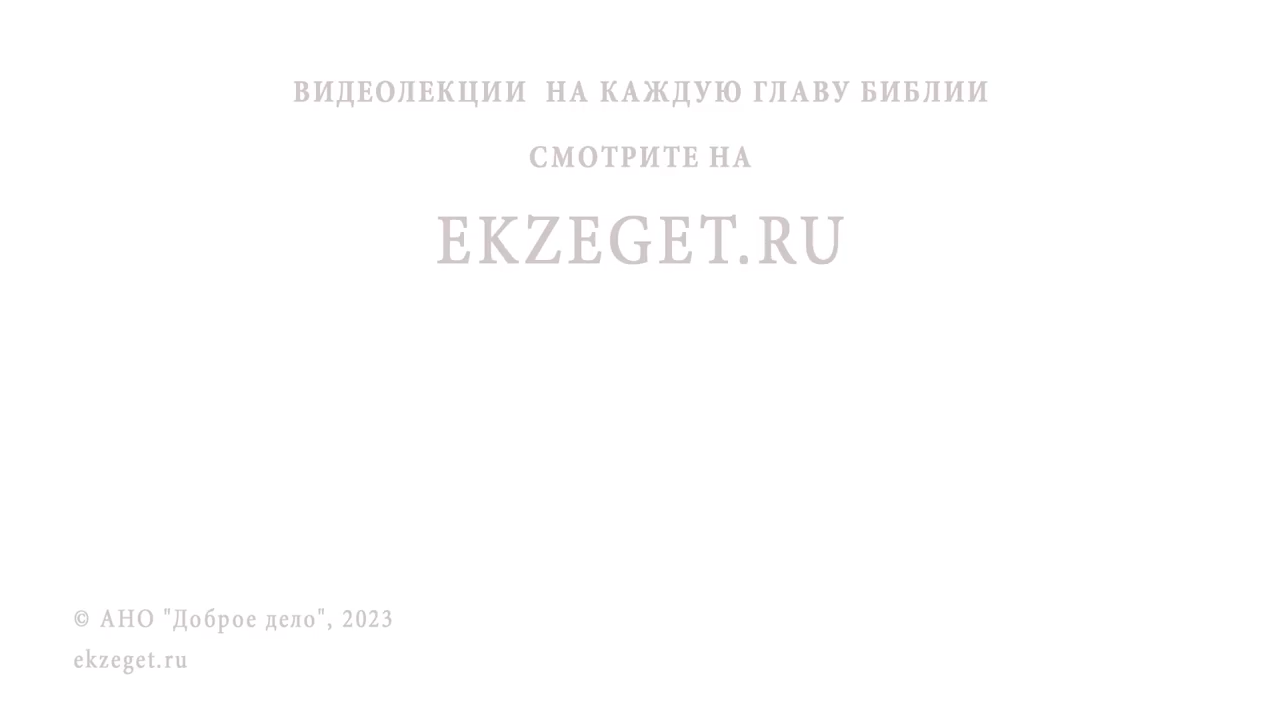 ВИДЕОЛЕКЦИИ НА КАЖДУЮ ГЛАВУ БИБЛИИ
СМОТРИТЕ НА
EKZEGET.RU
© АНО "Доброе дело", 2023
ekzeget.ru